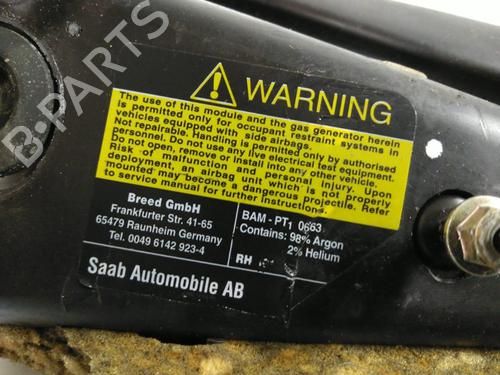 B-PARTS
WARNING
The use of this module and the gas generator herein
is permitted only for occupant restraint systems in
vehicles equipped with side airbags.
Not repairable. Handling is permitted only by authorised
Personnel. Do not use any live electrical test equipment.
Do not open, remove or install into any other vehicle.
Risk of malfunction and personal injury. Upon
deployment, an airbag unit, which is not properly
mounted may become a dangerous projectile. Refer
to service manual for further instructions.
Breed GmbH
Frankfurter Str. 41-65
65479 Raunheim Germany
Tel. 0049 6142 923-4
BAM - PT1 0663
Contains: 98% Argon
2% Helium
RH
Saab Automobile AB